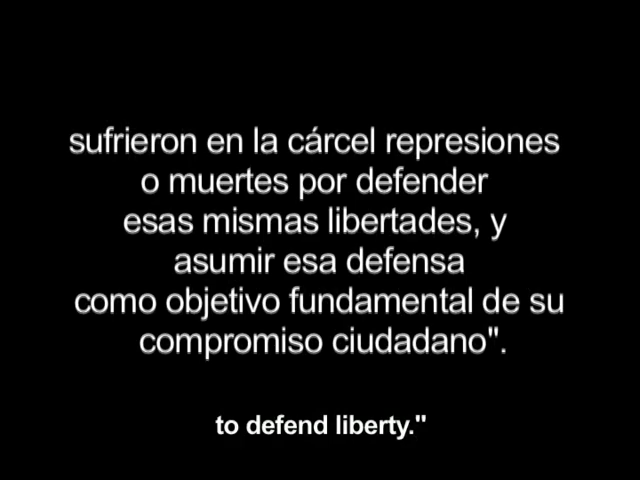 sufrieron en la cárcel represiones
o muertes por defender
esas mismas libertades, y
asumir esa defensa
como objetivo fundamental de su
compromiso ciudadano".
to defend liberty."